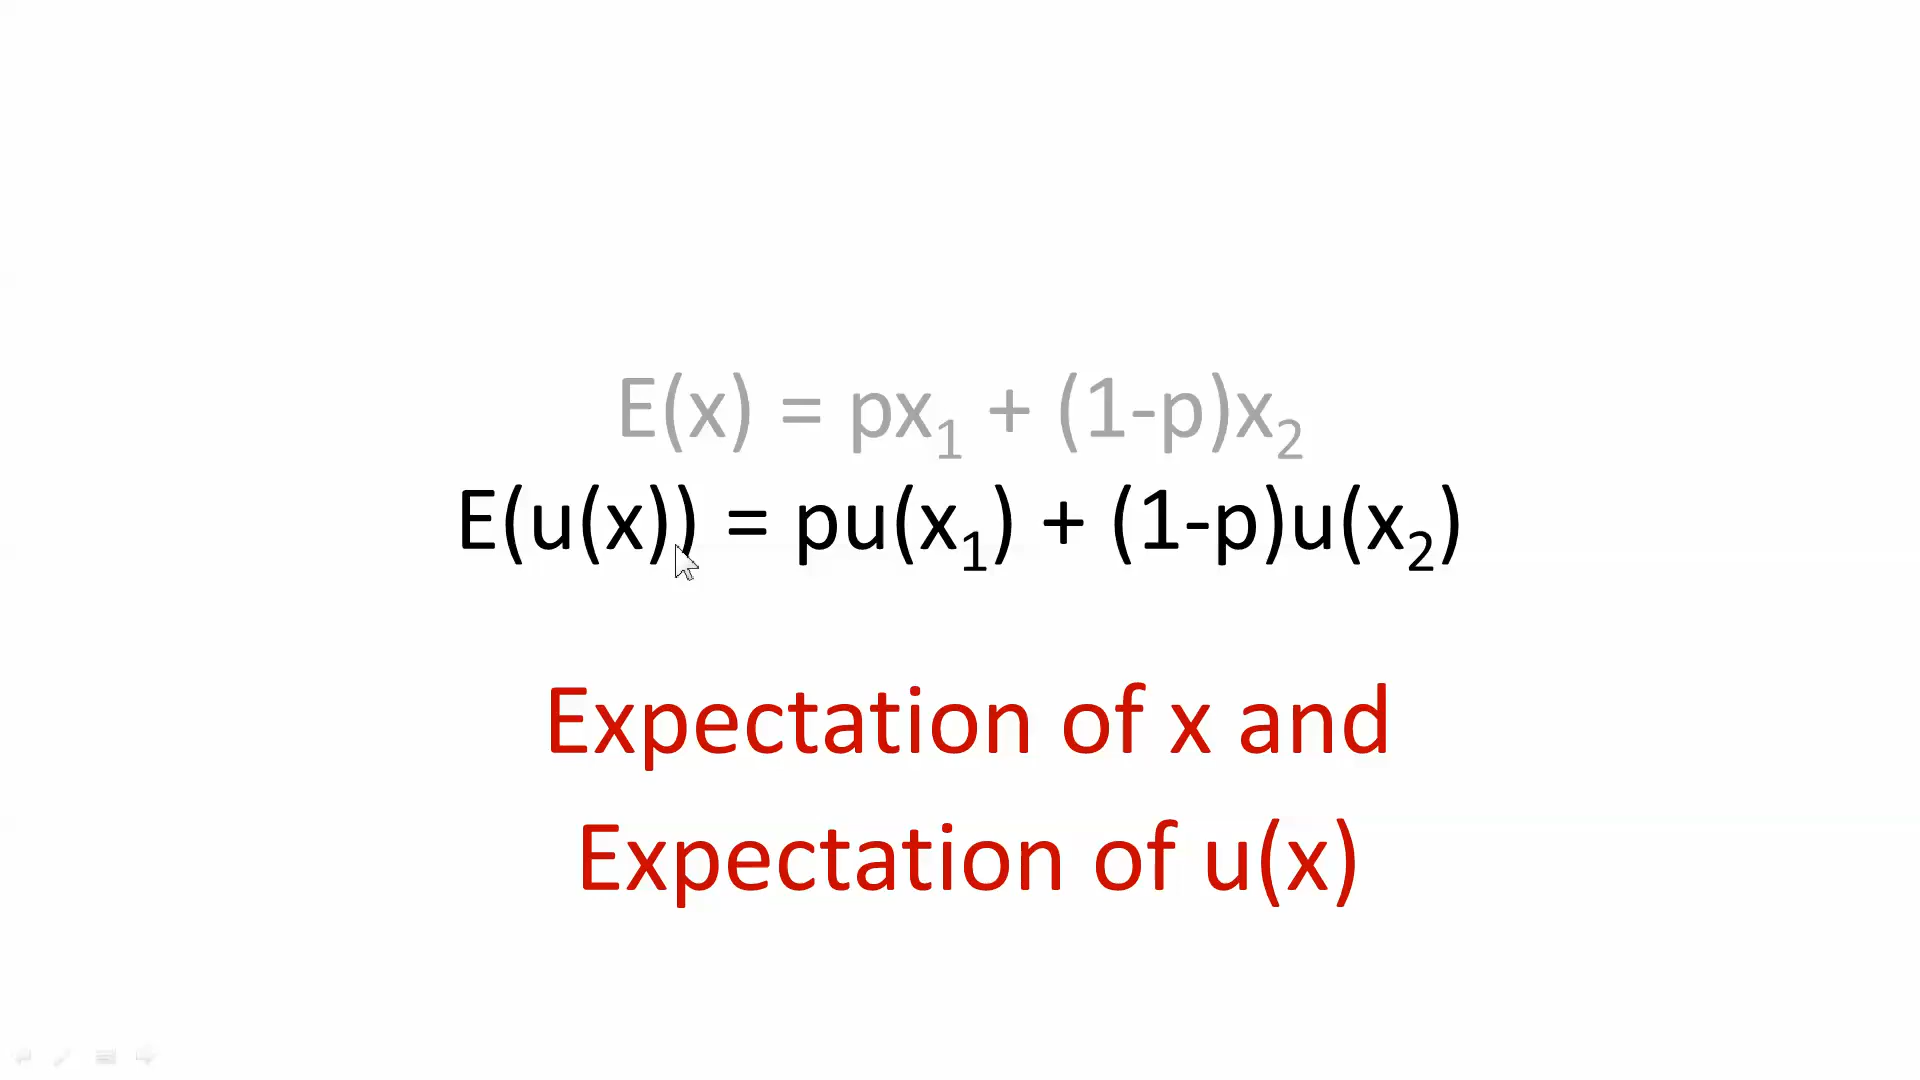 E(x) = px₁ + (1-p)x₂
E(u(x)) = pu(x₁) + (1-p)u(x₂)
Expectation of x and
Expectation of u(x)